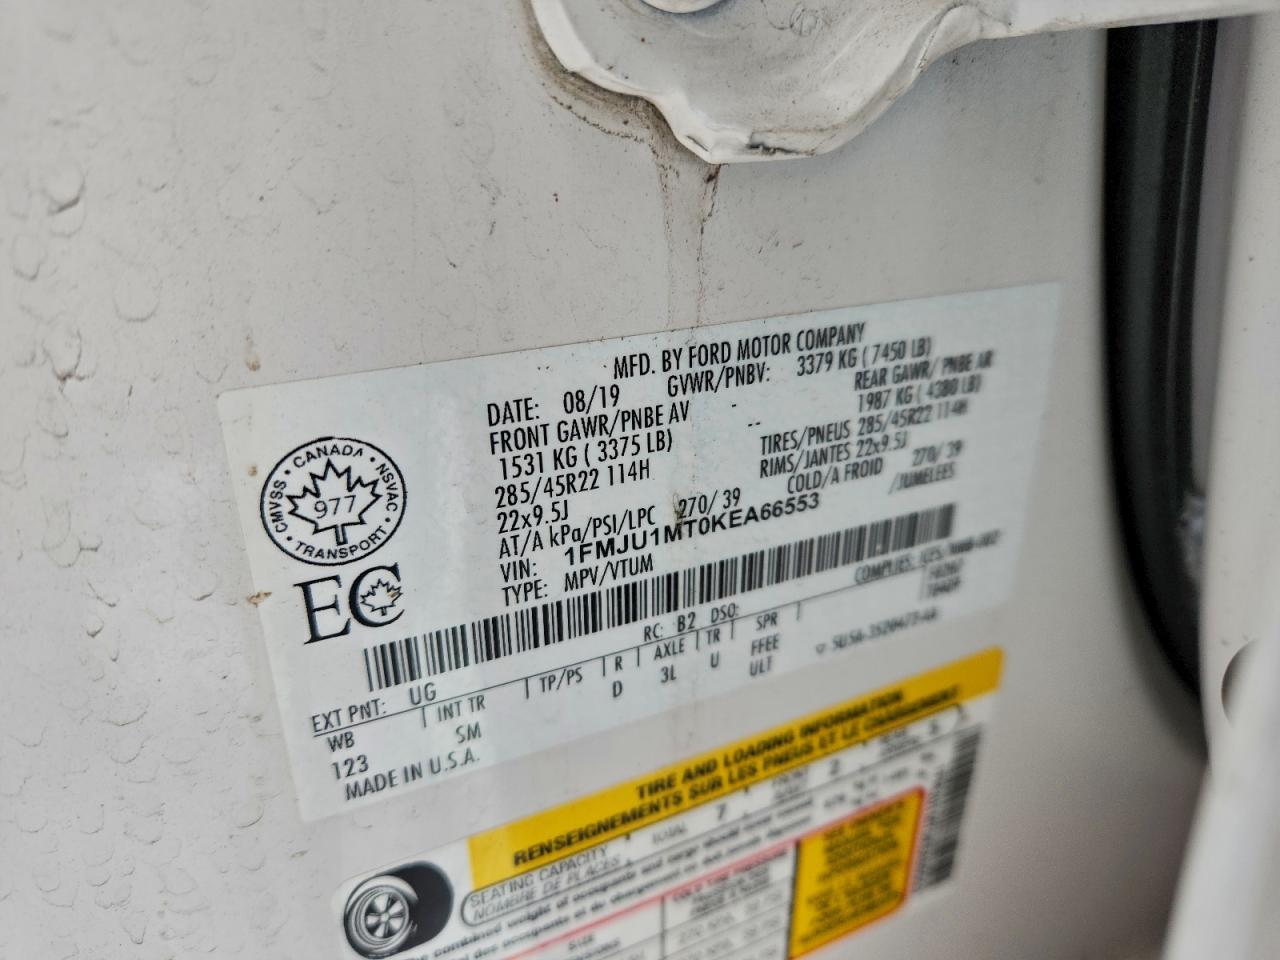 MFD. BY FORD MOTOR COMPANY
DATE: 08/19 GVWR/PNBV: 3379 KG ( 7450 LB)
FRONT GAWR/PNBE AV REAR GAWR/ PNBE AR
1531 KG ( 3375 LB) 1987 KG ( 4380 LB)
285/45R22 114H TIRES/PNEUS 285/45R22 114H
22x9.5J RIMS/JANTES 22x9.5J
AT/A kPa/PSI/LPC 270/ 39 COLD/A FROID 270/ 39
VIN: 1FMJU1MT0KEA66553 /JUMELEES
TYPE: MPV/VTUM
CANADA
CMVSS NSVAC
977
TRANSPORT
EC
EXT PNT: UG RC: B2 DSO:
WB INT TR TP/PS R AXLE TR SPR
123 SM D 3L U FFEE
ULT
MADE IN U.S.A.
TIRE AND LOADING INFORMATION
RENSEIGNEMENTS SUR LES PNEUS ET LE CHARGEMENT
SEATING CAPACITY TOTAL 7 2
NOMBRE DE PLACES